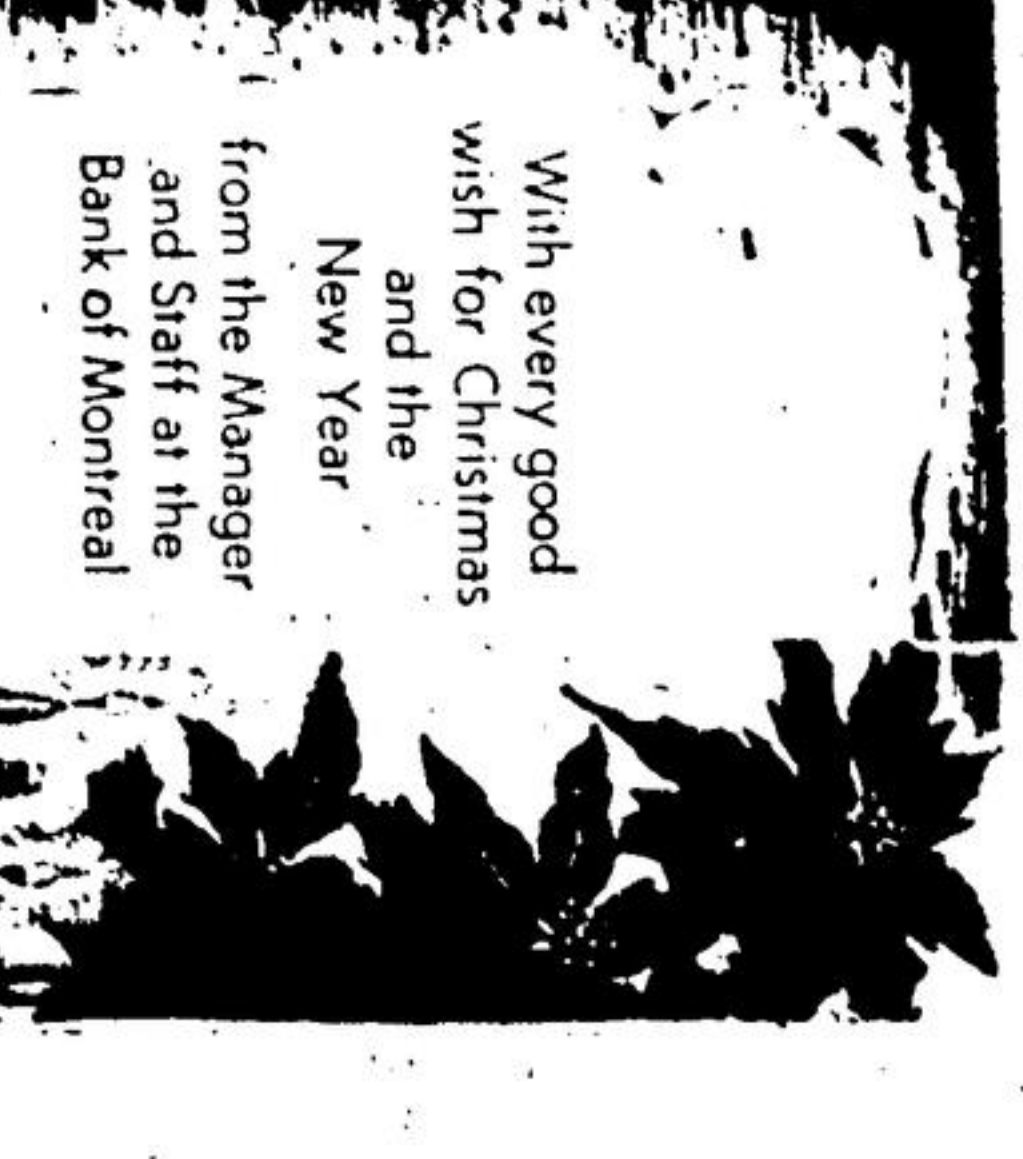 With every good
wish for Christmas
and the
New Year
from the Manager
and Staff at the
Bank of Montreal